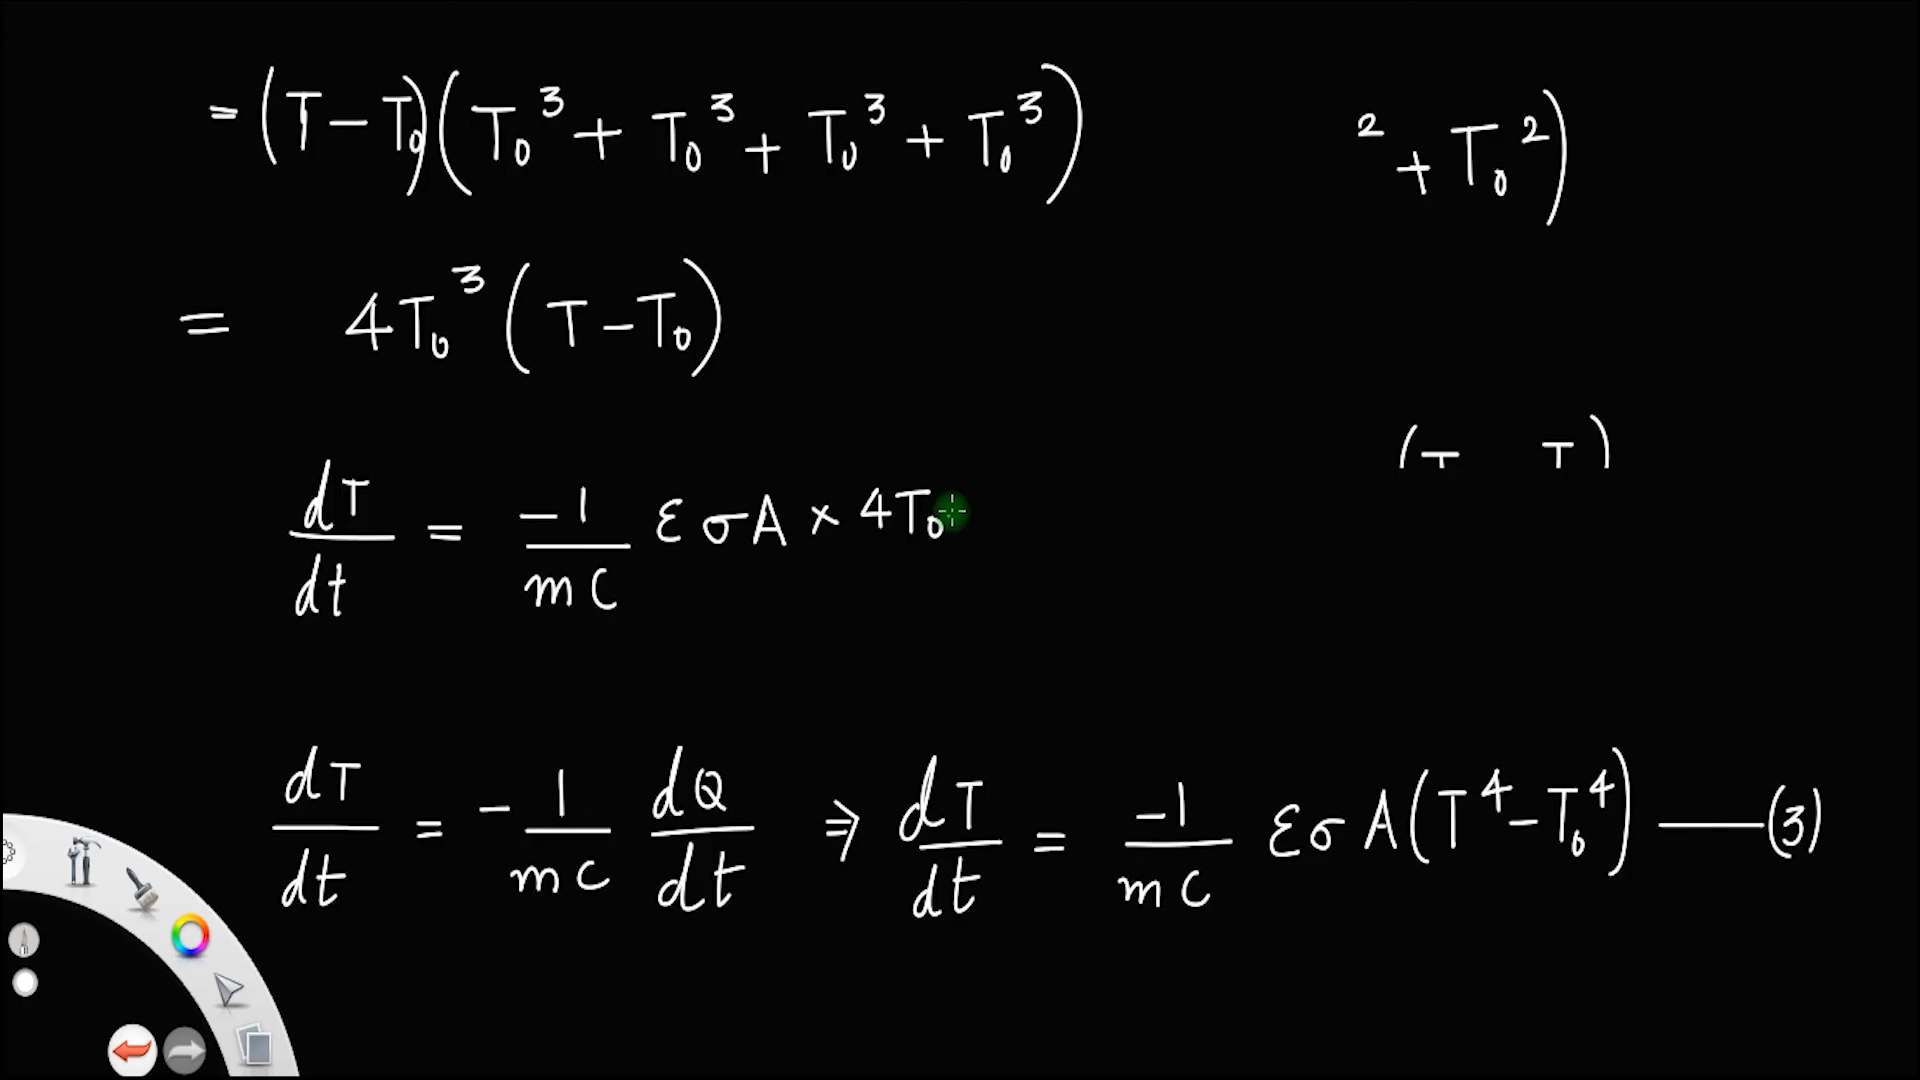 = (T − T₀)(T₀³ + T₀³ + T₀³ + T₀³)
² + T₀²)
= 4T₀³ (T − T₀)
(T T)
dT/dt = −1/mC εσA × 4T₀
dT/dt = − 1/mC dQ/dt ⇒ dT/dt = −1/mC εσA(T⁴ − T₀⁴) —— (3)